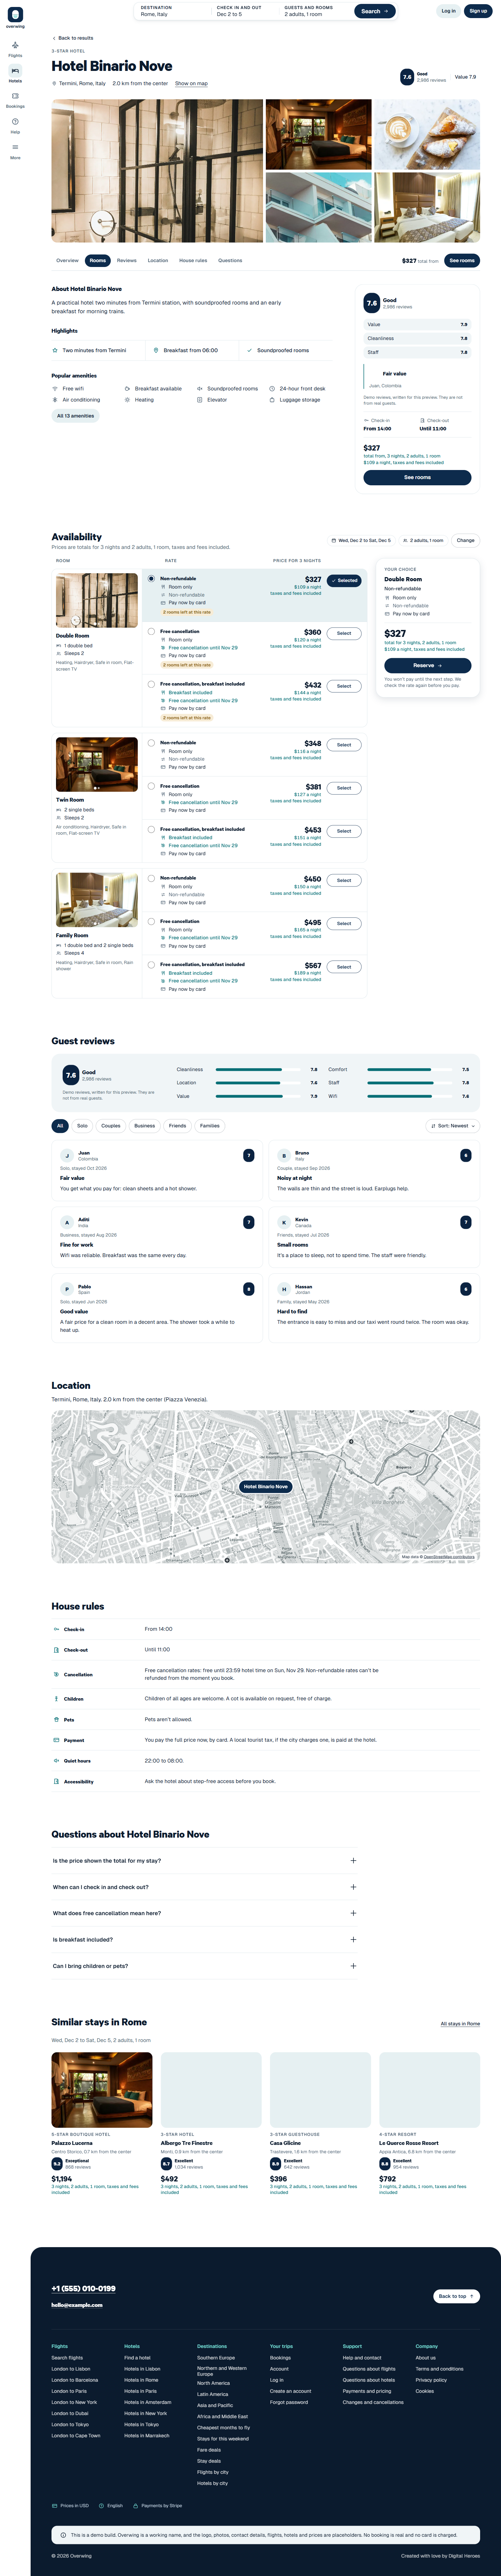 overwing
Flights
Hotels
Bookings
Help
More
DESTINATION
Rome, Italy
CHECK IN AND OUT
Dec 2 to 5
GUESTS AND ROOMS
2 adults, 1 room
Search
Log in
Sign up
Back to results
3-STAR HOTEL
Hotel Binario Nove
Termini, Rome, Italy
2.0 km from the center
Show on map
7.6
Good
2,986 reviews
Value 7.9
Overview
Rooms
Reviews
Location
House rules
Questions
$327 total from
See rooms
About Hotel Binario Nove
A practical hotel two minutes from Termini station, with soundproofed rooms and an early
breakfast for morning trains.
Highlights
Two minutes from Termini
Breakfast from 06:00
Soundproofed rooms
Popular amenities
Free wifi
Breakfast available
Soundproofed rooms
24-hour front desk
Air conditioning
Heating
Elevator
Luggage storage
All 13 amenities
7.6
Good
2,986 reviews
Value
7.9
Cleanliness
7.8
Staff
7.8
Fair value
Juan, Colombia
Demo reviews, written for this preview. They are
not from real guests.
Check-in
From 14:00
Check-out
Until 11:00
$327
total from, 3 nights, 2 adults, 1 room
$109 a night, taxes and fees included
See rooms
Availability
Prices are totals for 3 nights and 2 adults, 1 room, taxes and fees included.
Wed, Dec 2 to Sat, Dec 5
2 adults, 1 room
Change
ROOM
RATE
PRICE FOR 3 NIGHTS
Double Room
1 double bed
Sleeps 2
Heating, Hairdryer, Safe in room, Flat-
screen TV
Non-refundable
Room only
Non-refundable
Pay now by card
2 rooms left at this rate
$327
$109 a night
taxes and fees included
Selected
Free cancellation
Room only
Free cancellation until Nov 29
Pay now by card
2 rooms left at this rate
$360
$120 a night
taxes and fees included
Select
Free cancellation, breakfast included
Breakfast included
Free cancellation until Nov 29
Pay now by card
2 rooms left at this rate
$432
$144 a night
taxes and fees included
Select
YOUR CHOICE
Double Room
Non-refundable
Room only
Non-refundable
Pay now by card
$327
total for 3 nights, 2 adults, 1 room
$109 a night, taxes and fees included
Reserve
You won't pay until the next step. We
check the rate again before you pay.
Twin Room
2 single beds
Sleeps 2
Air conditioning, Hairdryer, Safe in
room, Flat-screen TV
Non-refundable
Room only
Non-refundable
Pay now by card
$348
$116 a night
taxes and fees included
Select
Free cancellation
Room only
Free cancellation until Nov 29
Pay now by card
$381
$127 a night
taxes and fees included
Select
Free cancellation, breakfast included
Breakfast included
Free cancellation until Nov 29
Pay now by card
$453
$151 a night
taxes and fees included
Select
Family Room
1 double bed and 2 single beds
Sleeps 4
Heating, Hairdryer, Safe in room, Rain
shower
Non-refundable
Room only
Non-refundable
Pay now by card
$450
$150 a night
taxes and fees included
Select
Free cancellation
Room only
Free cancellation until Nov 29
Pay now by card
$495
$165 a night
taxes and fees included
Select
Free cancellation, breakfast included
Breakfast included
Free cancellation until Nov 29
Pay now by card
$567
$189 a night
taxes and fees included
Select
Guest reviews
7.6
Good
2,986 reviews
Demo reviews, written for this preview. They are
not from real guests.
Cleanliness
7.8
Comfort
7.5
Location
7.6
Staff
7.8
Value
7.9
Wifi
7.6
All
Solo
Couples
Business
Friends
Families
Sort: Newest
J
Juan
Colombia
7
Solo, stayed Oct 2026
Fair value
You get what you pay for: clean sheets and a hot shower.
B
Bruno
Italy
6
Couple, stayed Sep 2026
Noisy at night
The walls are thin and the street is loud. Earplugs help.
A
Aditi
India
7
Business, stayed Aug 2026
Fine for work
Wifi was reliable. Breakfast was the same every day.
K
Kevin
Canada
7
Friends, stayed Jul 2026
Small rooms
It's a place to sleep, not to spend time. The staff were friendly.
P
Pablo
Spain
8
Solo, stayed Jun 2026
Good value
A fair price for a clean room in a decent area. The shower took a while to
heat up.
H
Hassan
Jordan
6
Family, stayed May 2026
Hard to find
The entrance is easy to miss and our taxi went round twice. The room was okay.
Location
Termini, Rome, Italy. 2.0 km from the center (Piazza Venezia).
Hotel Binario Nove
Map data © OpenStreetMap contributors
House rules
Check-in
From 14:00
Check-out
Until 11:00
Cancellation
Free cancellation rates: free until 23:59 hotel time on Sun, Nov 29. Non-refundable rates can't be
refunded from the moment you book.
Children
Children of all ages are welcome. A cot is available on request, free of charge.
Pets
Pets aren't allowed.
Payment
You pay the full price now, by card. A local tourist tax, if the city charges one, is paid at the hotel.
Quiet hours
22:00 to 08:00.
Accessibility
Ask the hotel about step-free access before you book.
Questions about Hotel Binario Nove
Is the price shown the total for my stay?
When can I check in and check out?
What does free cancellation mean here?
Is breakfast included?
Can I bring children or pets?
Similar stays in Rome
All stays in Rome
Wed, Dec 2 to Sat, Dec 5, 2 adults, 1 room
5-STAR BOUTIQUE HOTEL
Palazzo Lucerna
Centro Storico, 0.7 km from the center
9.2
Exceptional
866 reviews
$1,194
3 nights, 2 adults, 1 room, taxes and fees
included
3-STAR HOTEL
Albergo Tre Finestre
Monti, 0.9 km from the center
8.7
Excellent
1,034 reviews
$492
3 nights, 2 adults, 1 room, taxes and fees
included
3-STAR GUESTHOUSE
Casa Glicine
Trastevere, 1.8 km from the center
8.9
Excellent
642 reviews
$396
3 nights, 2 adults, 1 room, taxes and fees
included
4-STAR RESORT
Le Querce Rosse Resort
Appia Antica, 6.8 km from the center
8.8
Excellent
954 reviews
$792
3 nights, 2 adults, 1 room, taxes and fees
included
+1 (555) 010-0199
hello@example.com
Back to top
Flights
Search flights
London to Lisbon
London to Barcelona
London to Paris
London to New York
London to Dubai
London to Tokyo
London to Cape Town
Hotels
Find a hotel
Hotels in Lisbon
Hotels in Rome
Hotels in Paris
Hotels in Amsterdam
Hotels in New York
Hotels in Tokyo
Hotels in Marrakech
Destinations
Southern Europe
Northern and Western
Europe
North America
Latin America
Asia and Pacific
Africa and Middle East
Cheapest months to fly
Stays for this weekend
Fare deals
Stay deals
Flights by city
Hotels by city
Your trips
Bookings
Account
Log in
Create an account
Forgot password
Support
Help and contact
Questions about flights
Questions about hotels
Payments and pricing
Changes and cancellations
Company
About us
Terms and conditions
Privacy policy
Cookies
Prices in USD
English
Payments by Stripe
This is a demo build. Overwing is a working name, and the logo, photos, contact details, flights, hotels and prices are placeholders. No booking is real and no card is charged.
© 2026 Overwing
Created with love by Digital Heroes